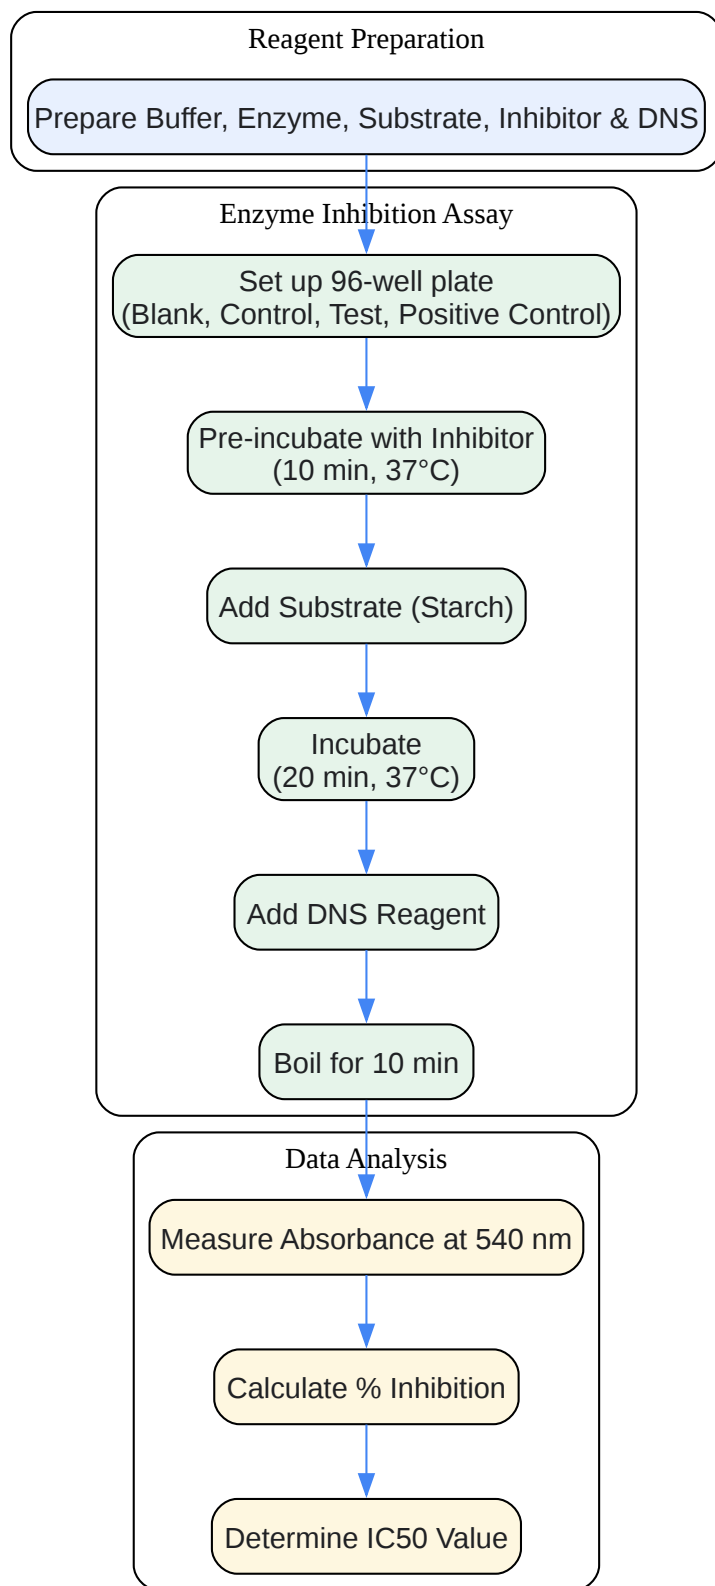 Reagent Preparation
Prepare Buffer, Enzyme, Substrate, Inhibitor & DNS
Enzyme Inhibition Assay
Set up 96-well plate
(Blank, Control, Test, Positive Control)
Pre-incubate with Inhibitor
(10 min, 37°C)
Add Substrate (Starch)
Incubate
(20 min, 37°C)
Add DNS Reagent
Boil for 10 min
Data Analysis
Measure Absorbance at 540 nm
Calculate % Inhibition
Determine IC50 Value